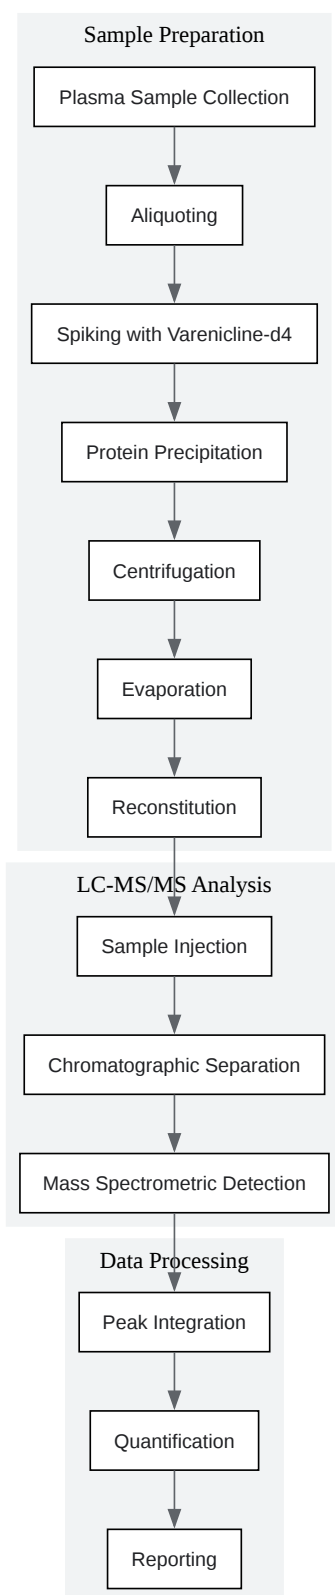 Sample Preparation
Plasma Sample Collection
Aliquoting
Spiking with Varenicline-d4
Protein Precipitation
Centrifugation
Evaporation
Reconstitution
LC-MS/MS Analysis
Sample Injection
Chromatographic Separation
Mass Spectrometric Detection
Data Processing
Peak Integration
Quantification
Reporting